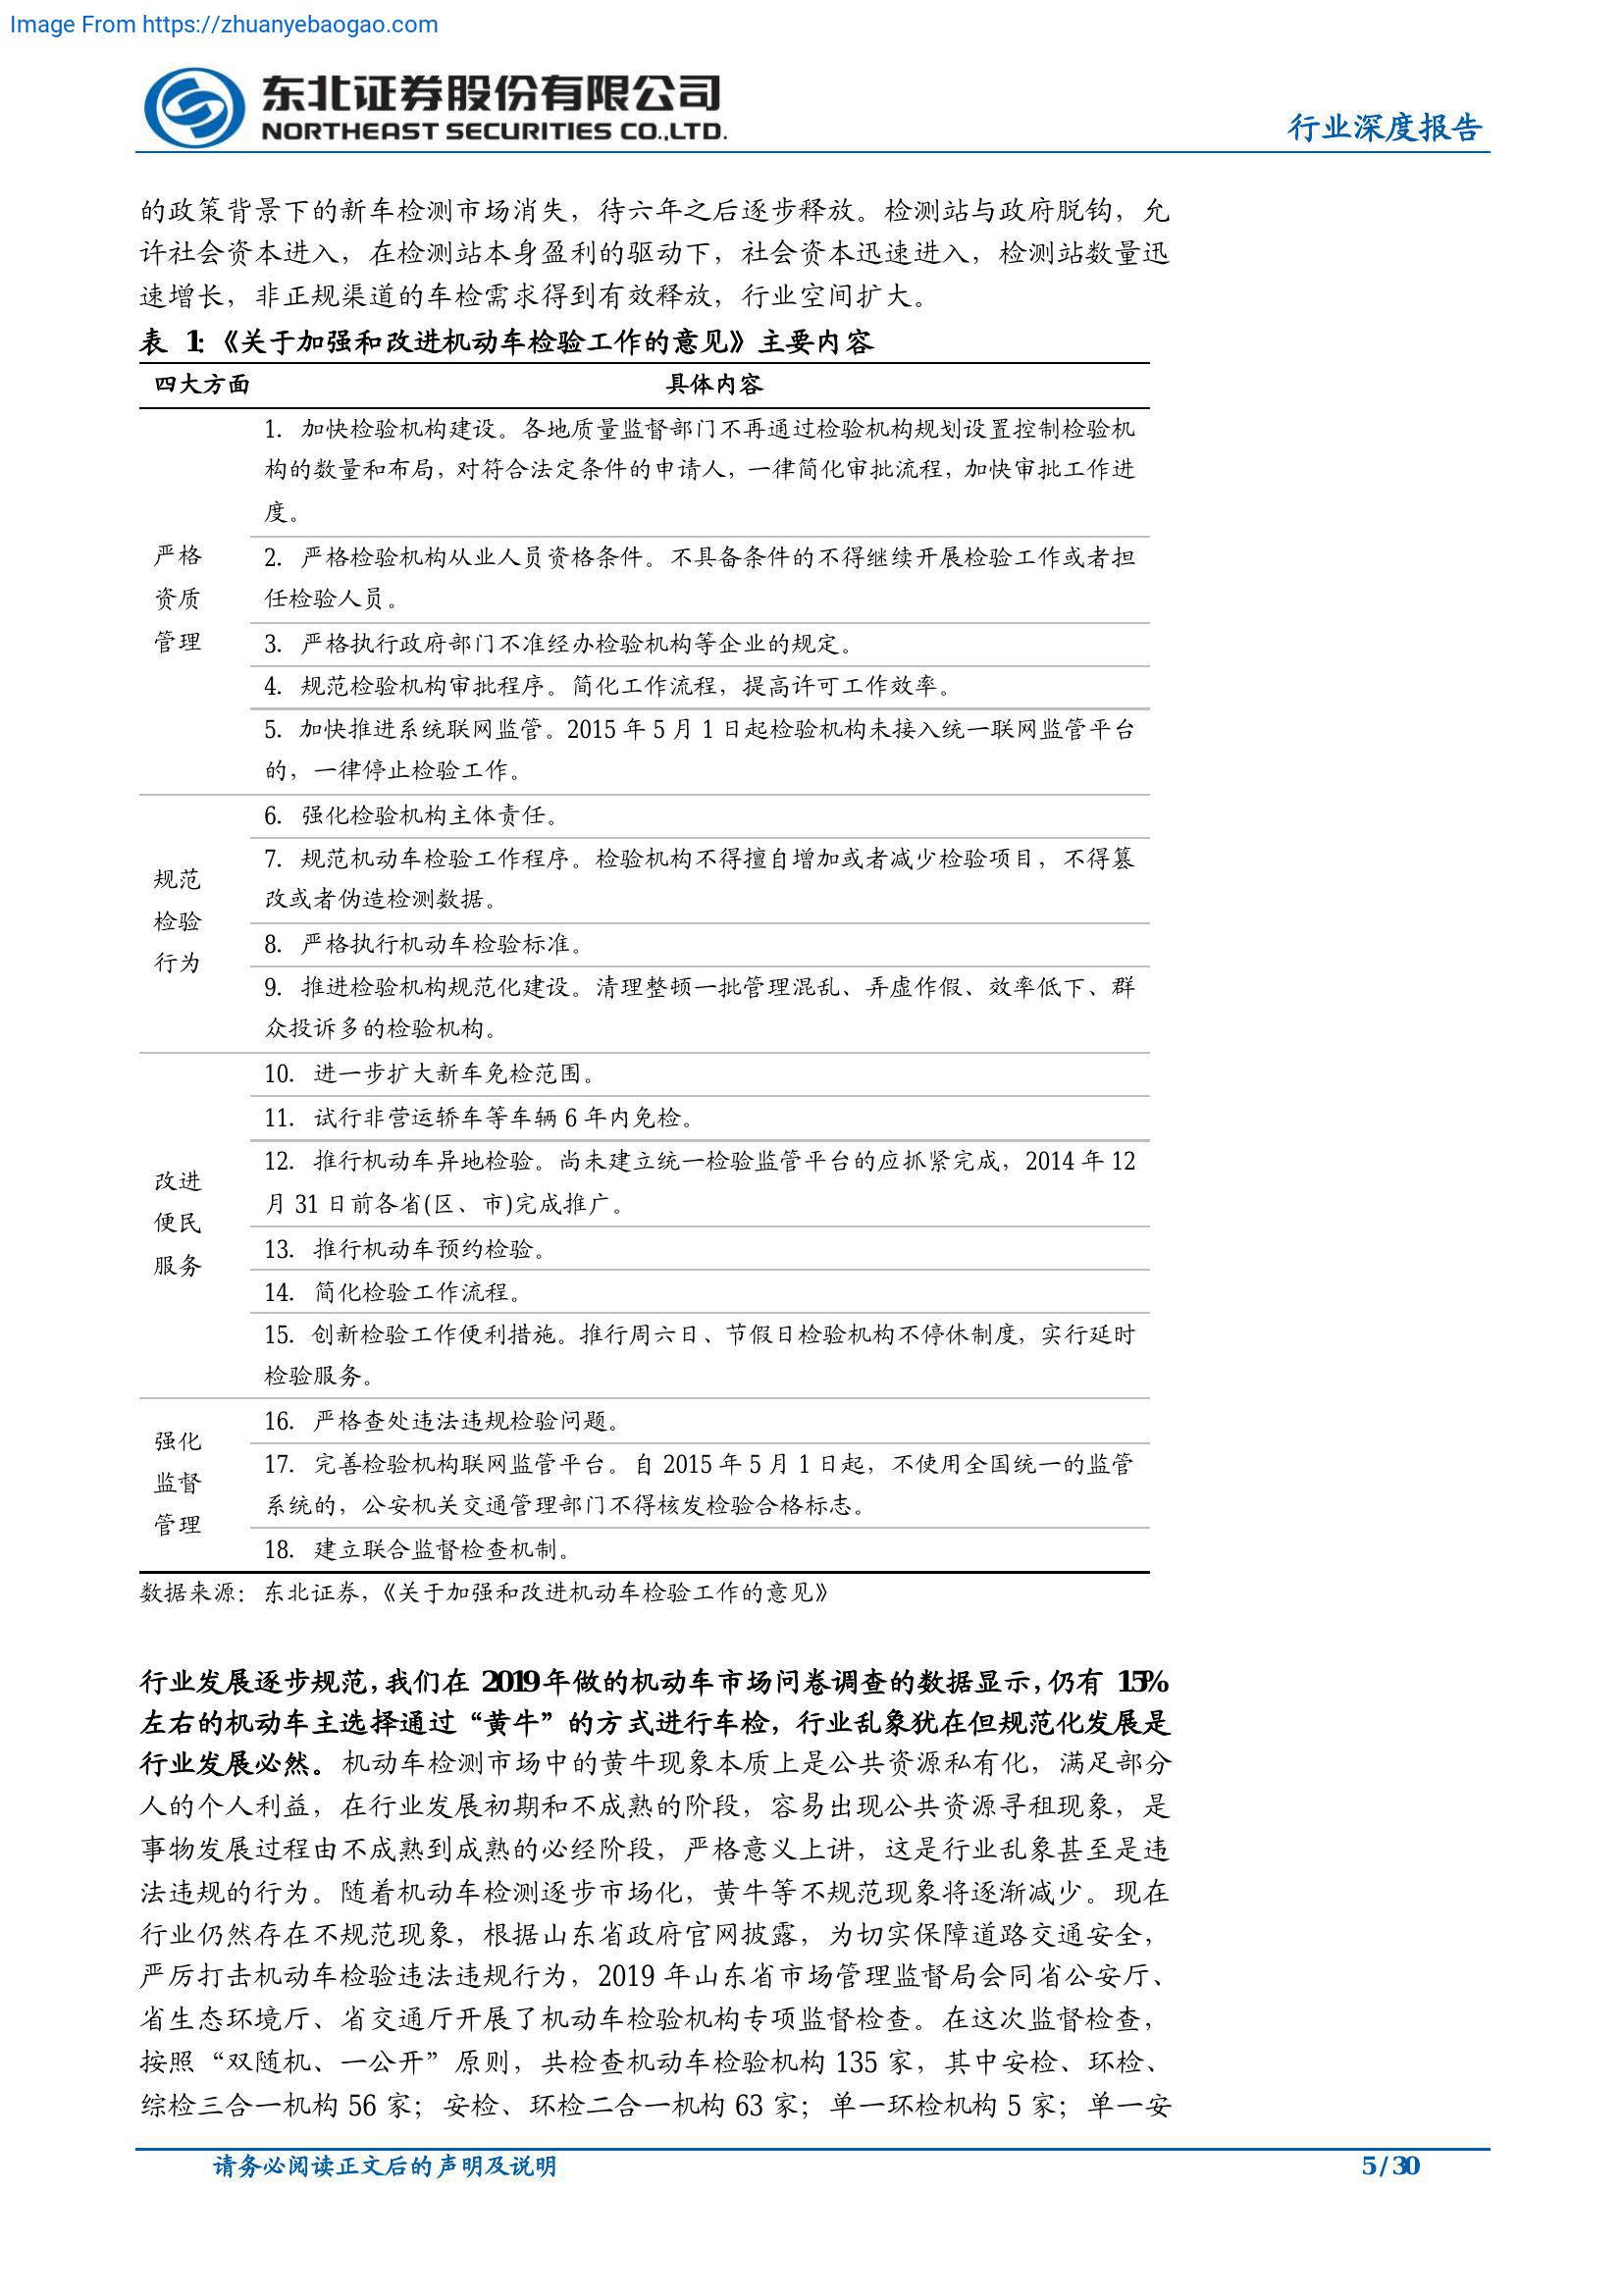 Image From https://zhuanyebaogao.com
东北证券股份有限公司
NORTHEAST SECURITIES CO.,LTD.
行业深度报告
的政策背景下的新车检测市场消失，待六年之后逐步释放。检测站与政府脱钩，允
许社会资本进入，在检测站本身盈利的驱动下，社会资本迅速进入，检测站数量迅
速增长，非正规渠道的车检需求得到有效释放，行业空间扩大。
表 1:《关于加强和改进机动车检验工作的意见》主要内容
四大方面 具体内容
严格
资质
管理
1. 加快检验机构建设。各地质量监督部门不再通过检验机构规划设置控制检验机
构的数量和布局，对符合法定条件的申请人，一律简化审批流程，加快审批工作进
度。
2. 严格检验机构从业人员资格条件。不具备条件的不得继续开展检验工作或者担
任检验人员。
3. 严格执行政府部门不准经办检验机构等企业的规定。
4. 规范检验机构审批程序。简化工作流程，提高许可工作效率。
5. 加快推进系统联网监管。2015 年 5 月 1 日起检验机构未接入统一联网监管平台
的，一律停止检验工作。
规范
检验
行为
6. 强化检验机构主体责任。
7. 规范机动车检验工作程序。检验机构不得擅自增加或者减少检验项目，不得篡
改或者伪造检测数据。
8. 严格执行机动车检验标准。
9. 推进检验机构规范化建设。清理整顿一批管理混乱、弄虚作假、效率低下、群
众投诉多的检验机构。
改进
便民
服务
10. 进一步扩大新车免检范围。
11. 试行非营运轿车等车辆 6 年内免检。
12. 推行机动车异地检验。尚未建立统一检验监管平台的应抓紧完成，2014 年 12
月 31 日前各省(区、市)完成推广。
13. 推行机动车预约检验。
14. 简化检验工作流程。
15. 创新检验工作便利措施。推行周六日、节假日检验机构不停休制度，实行延时
检验服务。
强化
监督
管理
16. 严格查处违法违规检验问题。
17. 完善检验机构联网监管平台。自 2015 年 5 月 1 日起，不使用全国统一的监管
系统的，公安机关交通管理部门不得核发检验合格标志。
18. 建立联合监督检查机制。
数据来源：东北证券，《关于加强和改进机动车检验工作的意见》
行业发展逐步规范，我们在 2019 年做的机动车市场问卷调查的数据显示，仍有 15%
左右的机动车主选择通过“黄牛”的方式进行车检，行业乱象犹在但规范化发展是
行业发展必然。机动车检测市场中的黄牛现象本质上是公共资源私有化，满足部分
人的个人利益，在行业发展初期和不成熟的阶段，容易出现公共资源寻租现象，是
事物发展过程由不成熟到成熟的必经阶段，严格意义上讲，这是行业乱象甚至是违
法违规的行为。随着机动车检测逐步市场化，黄牛等不规范现象将逐渐减少。现在
行业仍然存在不规范现象，根据山东省政府官网披露，为切实保障道路交通安全，
严厉打击机动车检验违法违规行为，2019 年山东省市场管理监督局会同省公安厅、
省生态环境厅、省交通厅开展了机动车检验机构专项监督检查。在这次监督检查，
按照“双随机、一公开”原则，共检查机动车检验机构 135 家，其中安检、环检、
综检三合一机构 56 家；安检、环检二合一机构 63 家；单一环检机构 5 家；单一安
请务必阅读正文后的声明及说明
5 / 30